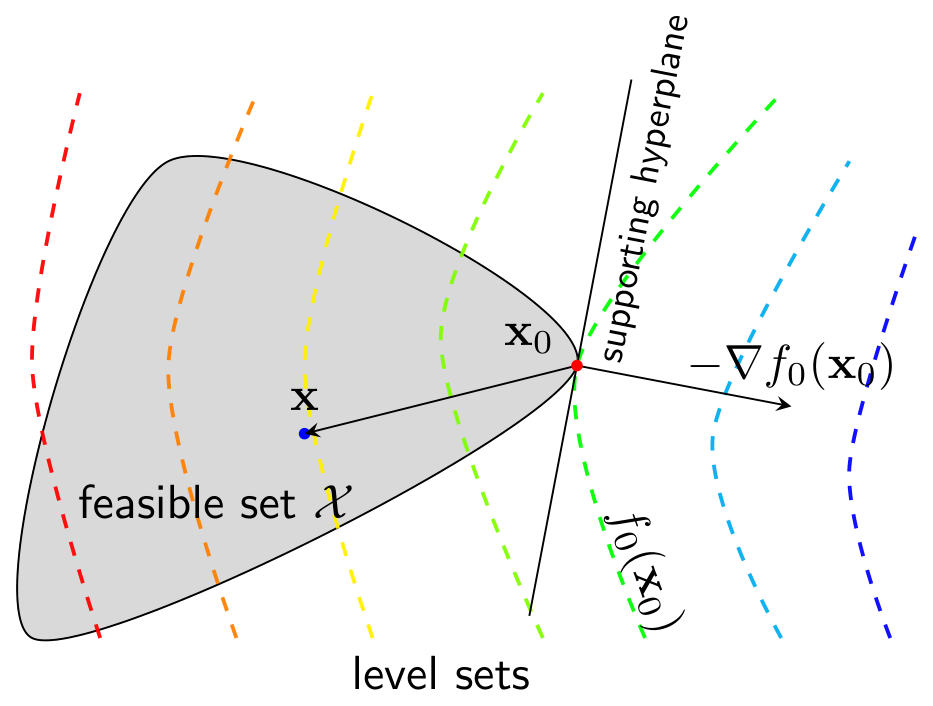 supporting hyperplane
x₀
−∇f₀(x₀)
x
feasible set 𝒳
f₀(x₀)
level sets